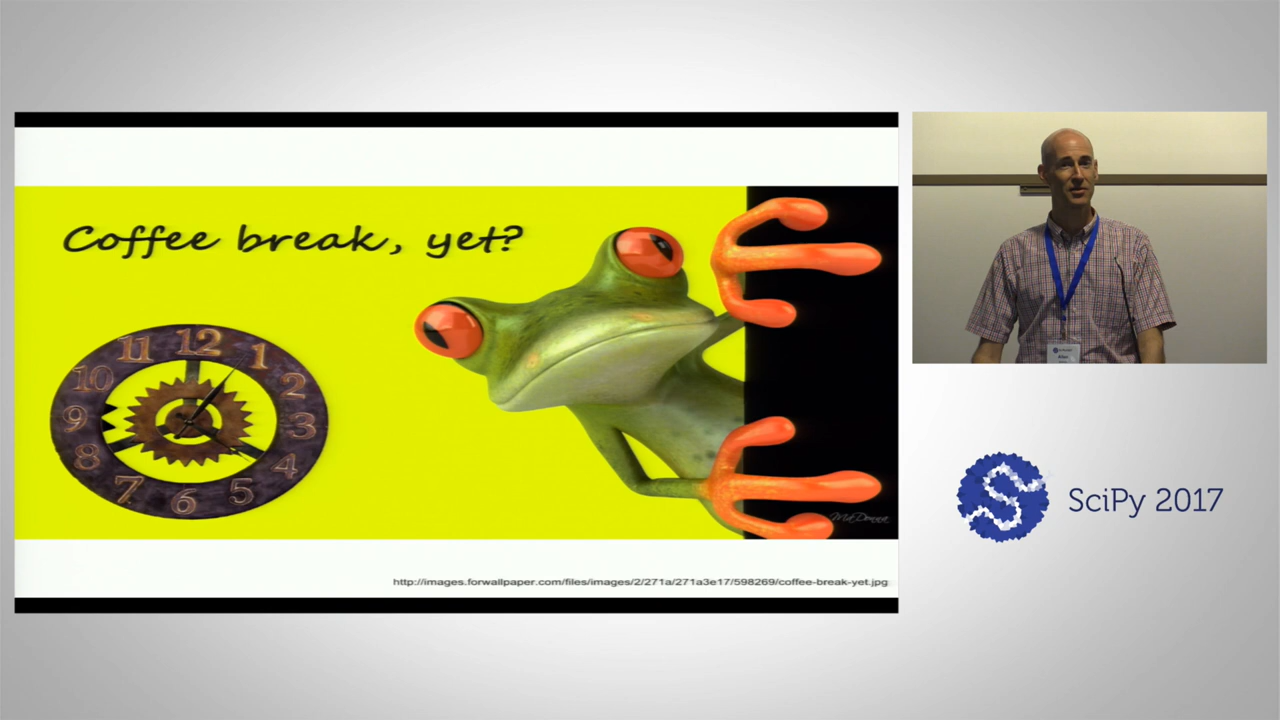 Coffee break, yet?
11 12 1
10 2
9 3
8 4
7 6 5
MaDonna
http://images.forwallpaper.com/files/images/2/271a/271a3e17/598269/coffee-break-yet.jpg
SciPy 2017